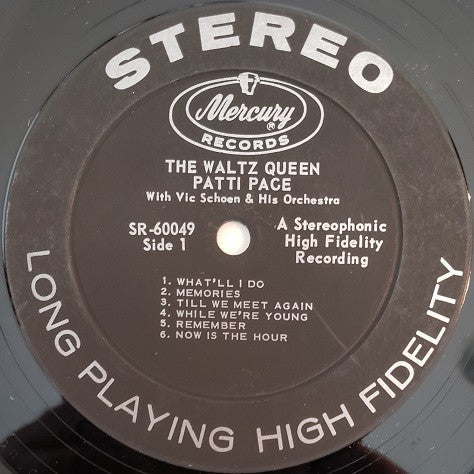 STEREO
Mercury
®
RECORDS
THE WALTZ QUEEN
PATTI PAGE
With Vic Schoen & His Orchestra
SR-60049
Side 1
A Stereophonic
High Fidelity
Recording
1. WHAT'LL I DO
2. MEMORIES
3. TILL WE MEET AGAIN
4. WHILE WE'RE YOUNG
5. REMEMBER
6. NOW IS THE HOUR
LONG PLAYING HIGH FIDELITY